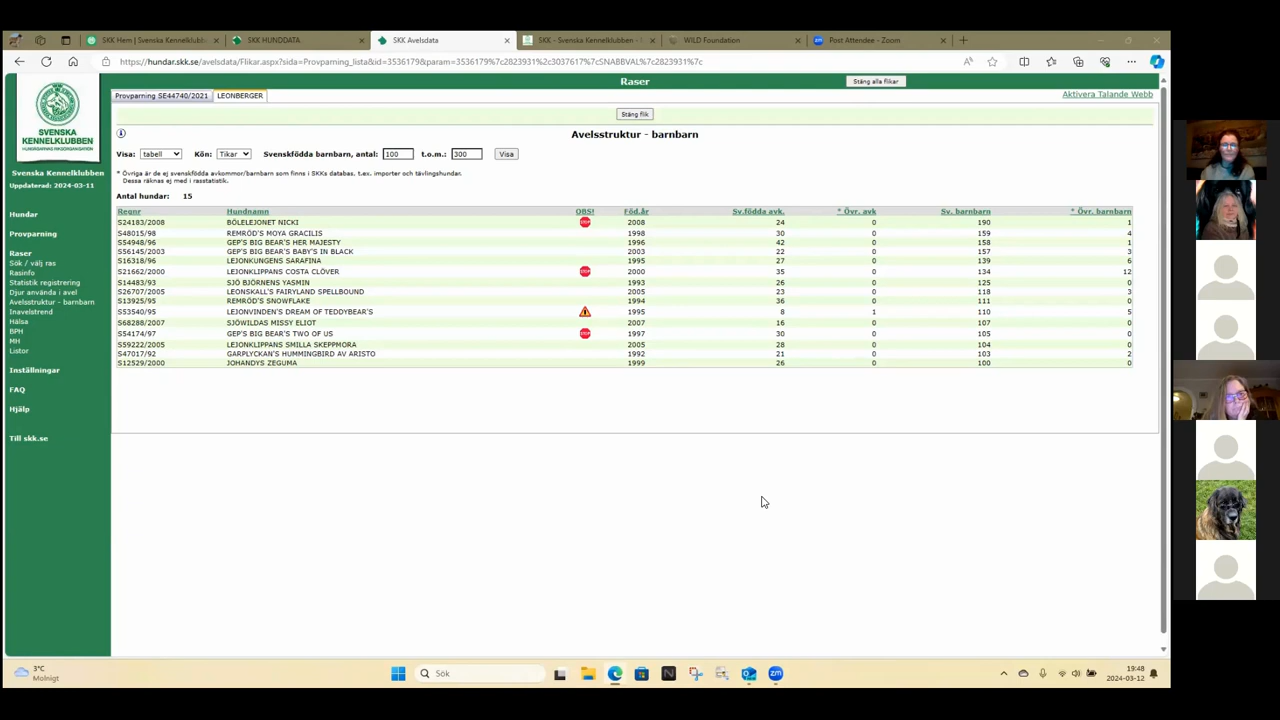 SKK Hem | Svenska Kennelklubb
SKK HUNDDATA
SKK Avelsdata
SKK - Svenska Kennelklubben -
WILD Foundation
Post Attendee - Zoom
https://hundar.skk.se/avelsdata/Flikar.aspx?sida=Provparning_lista&id=3536179&param=3536179%7c2823931%7c3037617%7cSNABBVAL%7c2823931%7c
SVENSKA
KENNELKLUBBEN
HUNDÄGARNAS RIKSORGANISATION
Svenska Kennelklubben
Uppdaterad: 2024-03-11
Hundar
Provparning
Raser
Sök / välj ras
Rasinfo
Statistik registrering
Djur använda i avel
Avelsstruktur - barnbarn
Inavelstrend
Hälsa
BPH
MH
Listor
Inställningar
FAQ
Hjälp
Till skk.se
Raser
Stäng alla flikar
Provparning SE44740/2021
LEONBERGER
Aktivera Talande Webb
Stäng flik
Avelsstruktur - barnbarn
Visa: tabell Kön: Tikar Svenskfödda barnbarn, antal: 100 t.o.m.: 300 Visa
* Övriga är de ej svenskfödda avkommor/barnbarn som finns i SKKs databas, t.ex. importer och tävlingshundar.
Dessa räknas ej med i rasstatistik.
Antal hundar: 15
Regnr Hundnamn OBS! Föd.år Sv.födda avk. * Övr. avk Sv. barnbarn * Övr. barnbarn
S24183/2008 BÖLELEJONET NICKI STOP 2008 24 0 190 1
S48015/98 REMRÖD'S MOYA GRACILIS 1998 30 0 159 4
S54948/96 GEP'S BIG BEAR'S HER MAJESTY 1996 42 0 158 1
S56145/2003 GEP'S BIG BEAR'S BABY'S IN BLACK 2003 22 0 157 3
S16318/96 LEJONKUNGENS SARAFINA 1995 27 0 139 6
S21662/2000 LEJONKLIPPANS COSTA CLÖVER STOP 2000 35 0 134 12
S14483/93 SJÖ BJÖRNENS YASMIN 1993 26 0 125 0
S26707/2005 LEONSKALL'S FAIRYLAND SPELLBOUND 2005 23 0 118 3
S13925/95 REMRÖD'S SNOWFLAKE 1994 36 0 111 0
S53540/95 LEJONVINDEN'S DREAM OF TEDDYBEAR'S 1995 8 1 110 5
S68288/2007 SJÖWILDAS MISSY ELIOT 2007 16 0 107 0
S54174/97 GEP'S BIG BEAR'S TWO OF US STOP 1997 30 0 105 0
S59222/2005 LEJONKLIPPANS SMILLA SKEPPMORA 2005 28 0 104 0
S47017/92 GARPLYCKAN'S HUMMINGBIRD AV ARISTO 1992 21 0 103 2
S12529/2000 JOHANDYS ZEGUMA 1999 26 0 100 0
3°C
Molnigt
Sök
19:48
2024-03-12